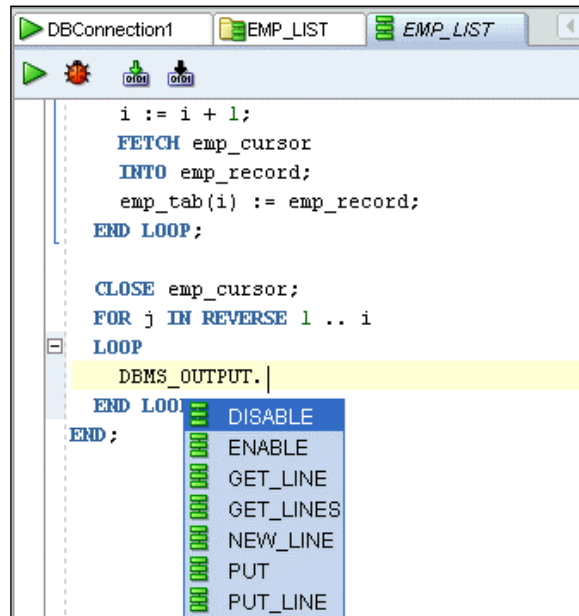 DBConnection1 EMP_LIST EMP_LIST
i := i + 1;
FETCH emp_cursor
INTO emp_record;
emp_tab(i) := emp_record;
END LOOP;
CLOSE emp_cursor;
FOR j IN REVERSE 1 .. i
LOOP
DBMS_OUTPUT.
END LOO
END;
DISABLE
ENABLE
GET_LINE
GET_LINES
NEW_LINE
PUT
PUT_LINE